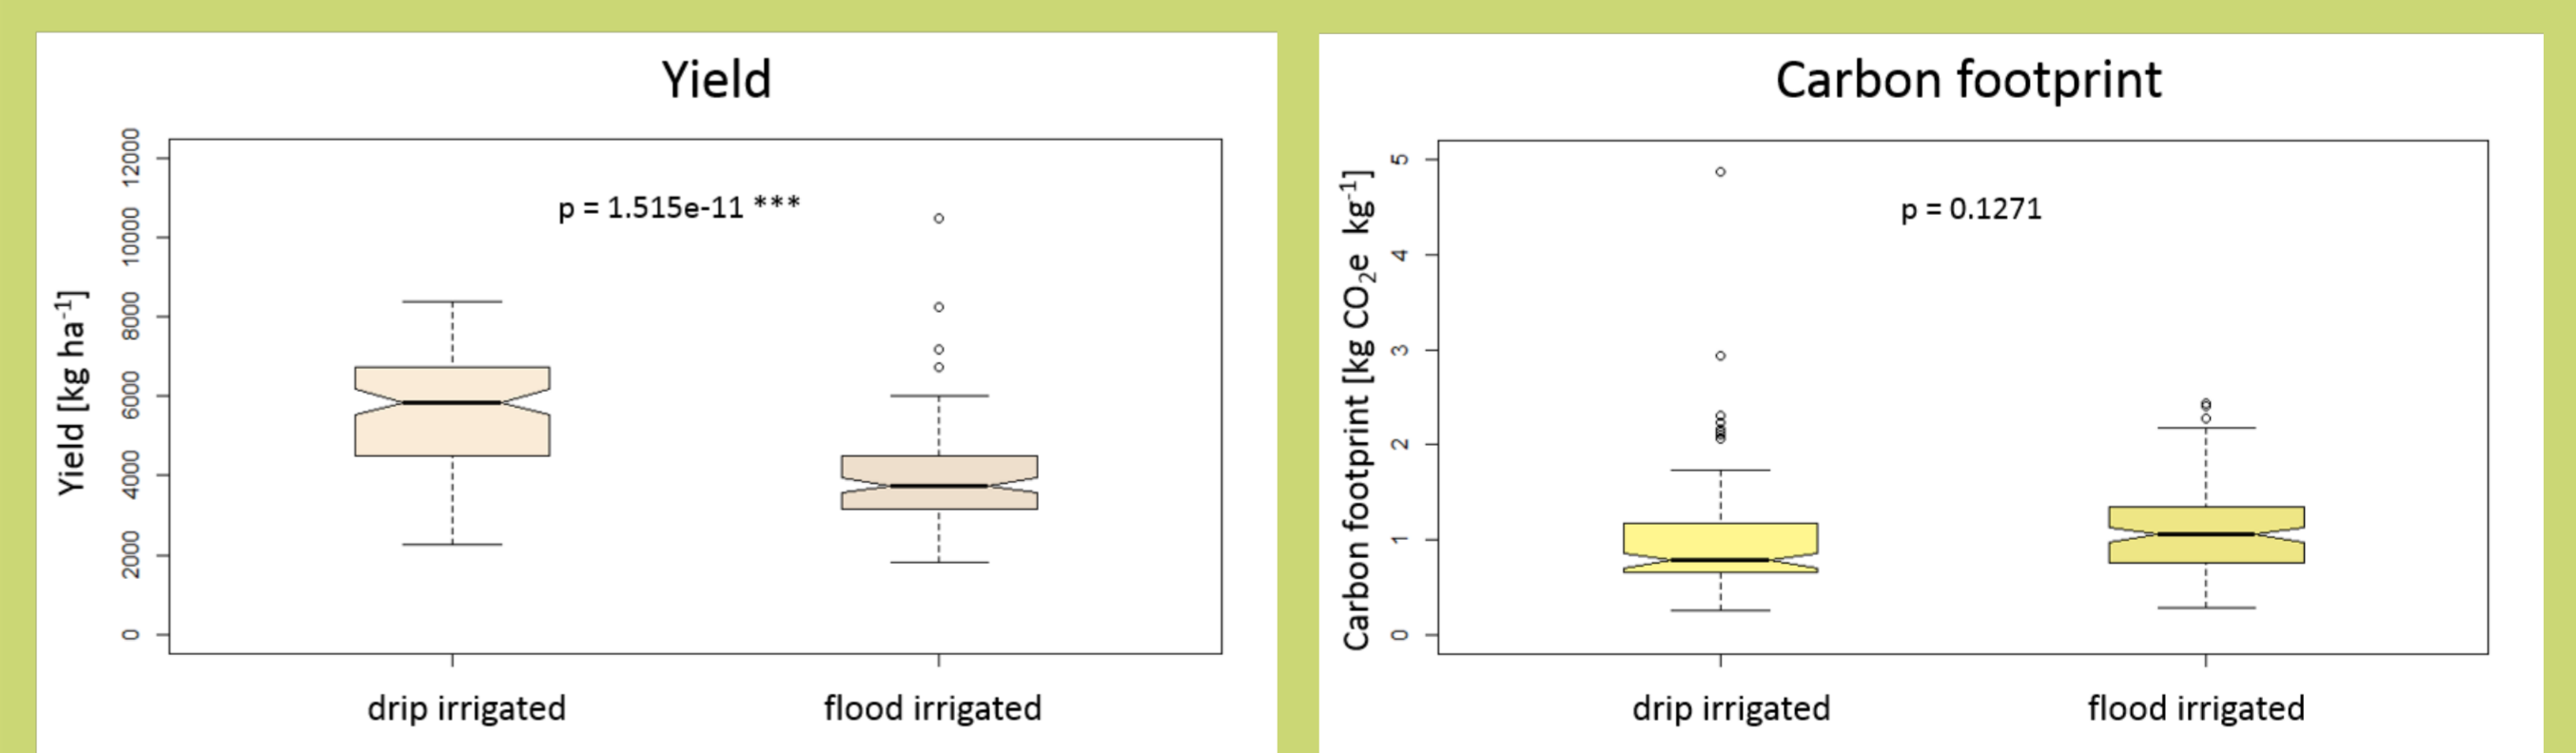 Yield
Yield [kg ha⁻¹]
12000
10000
8000
6000
4000
2000
0
p = 1.515e-11 ***
drip irrigated
flood irrigated
Carbon footprint
Carbon footprint [kg CO₂e kg⁻¹]
5
4
3
2
1
0
p = 0.1271
drip irrigated
flood irrigated